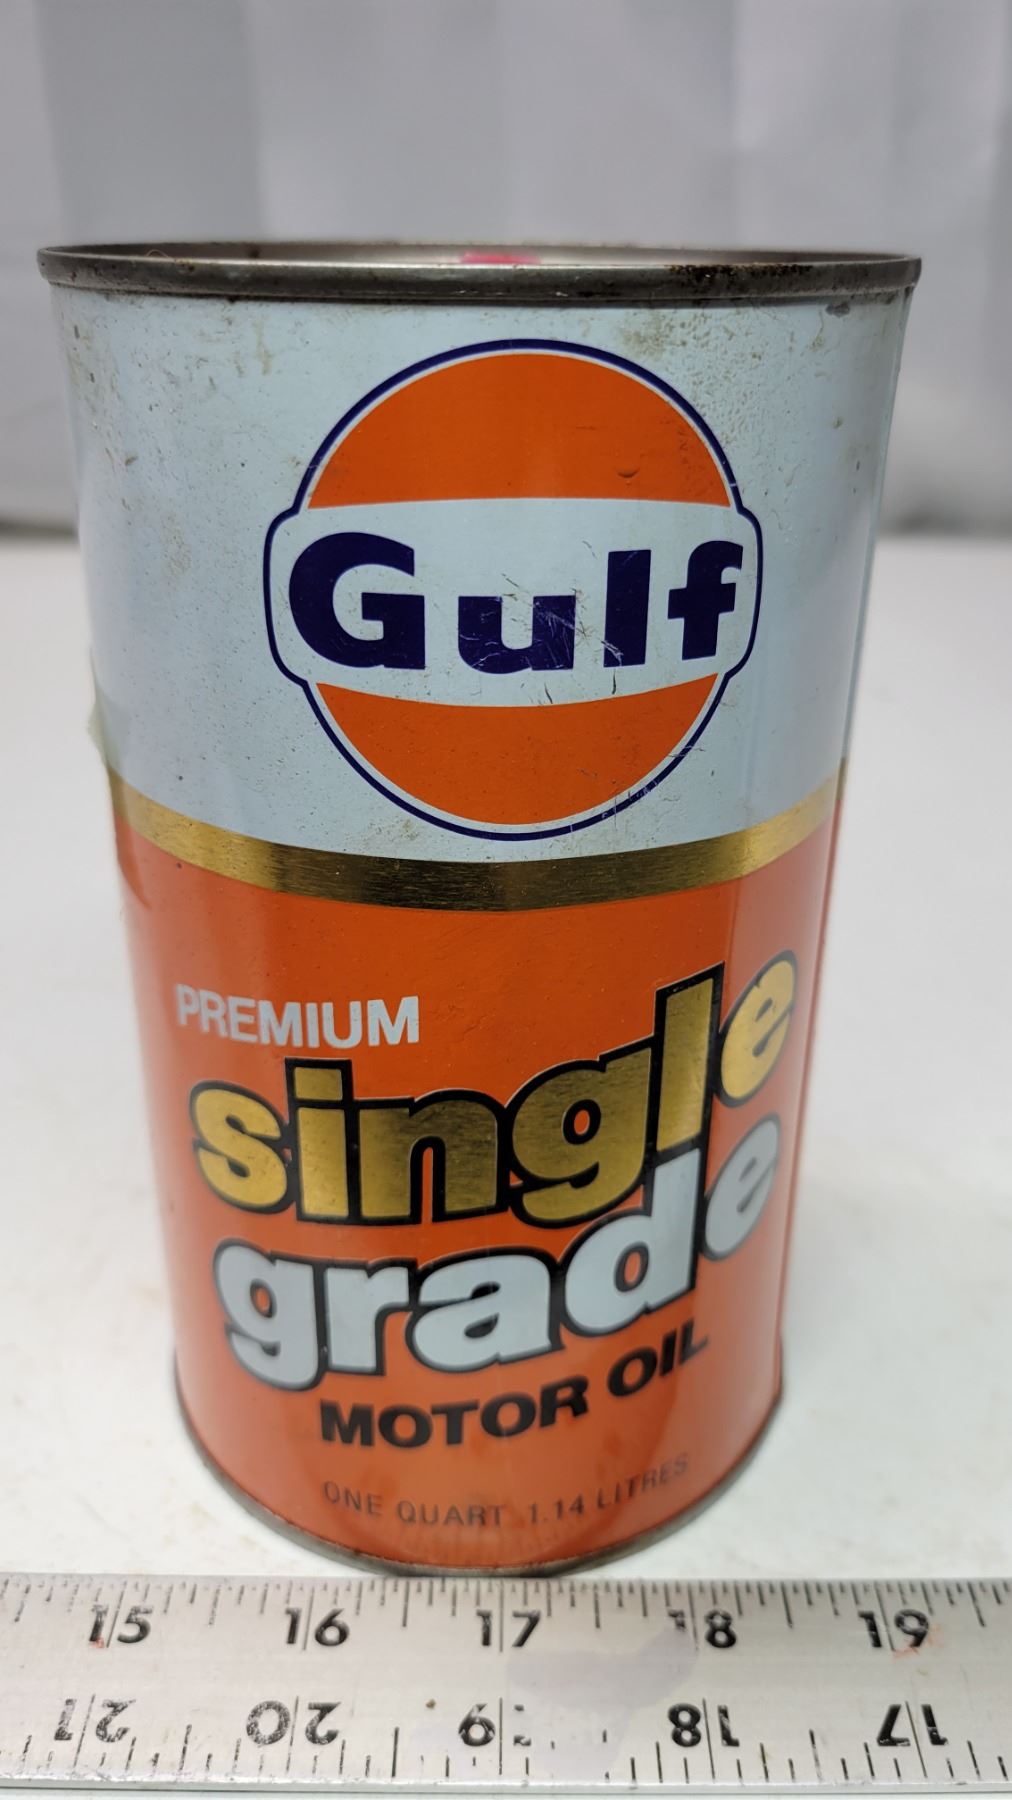 Gulf
PREMIUM
single
grade
MOTOR OIL
ONE QUART 1.14 LITRES
15 16 17 18 19
21 20 19 18 17